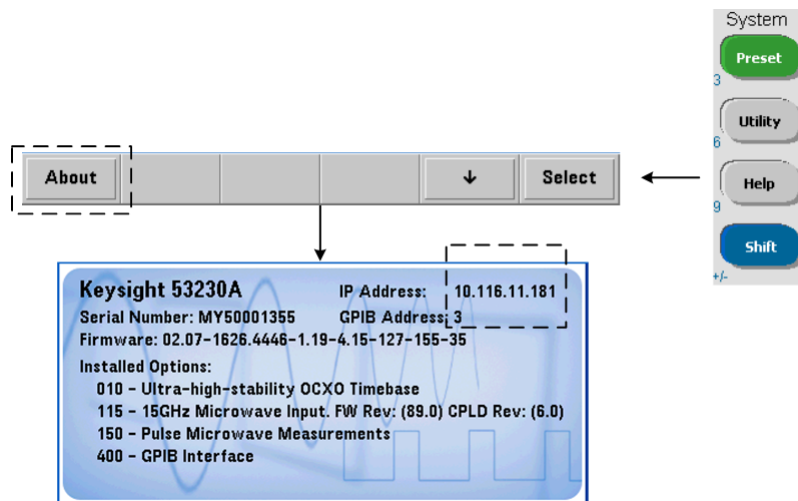 System
Preset
3
Utility
6
Help
9
Shift
+/-
About ↓ Select
Keysight 53230A IP Address: 10.116.11.181
Serial Number: MY50001355 GPIB Address: 3
Firmware: 02.07-1626.4446-1.19-4.15-127-155-35
Installed Options:
010 - Ultra-high-stability OCXO Timebase
115 - 15GHz Microwave Input. FW Rev: (89.0) CPLD Rev: (6.0)
150 - Pulse Microwave Measurements
400 - GPIB Interface